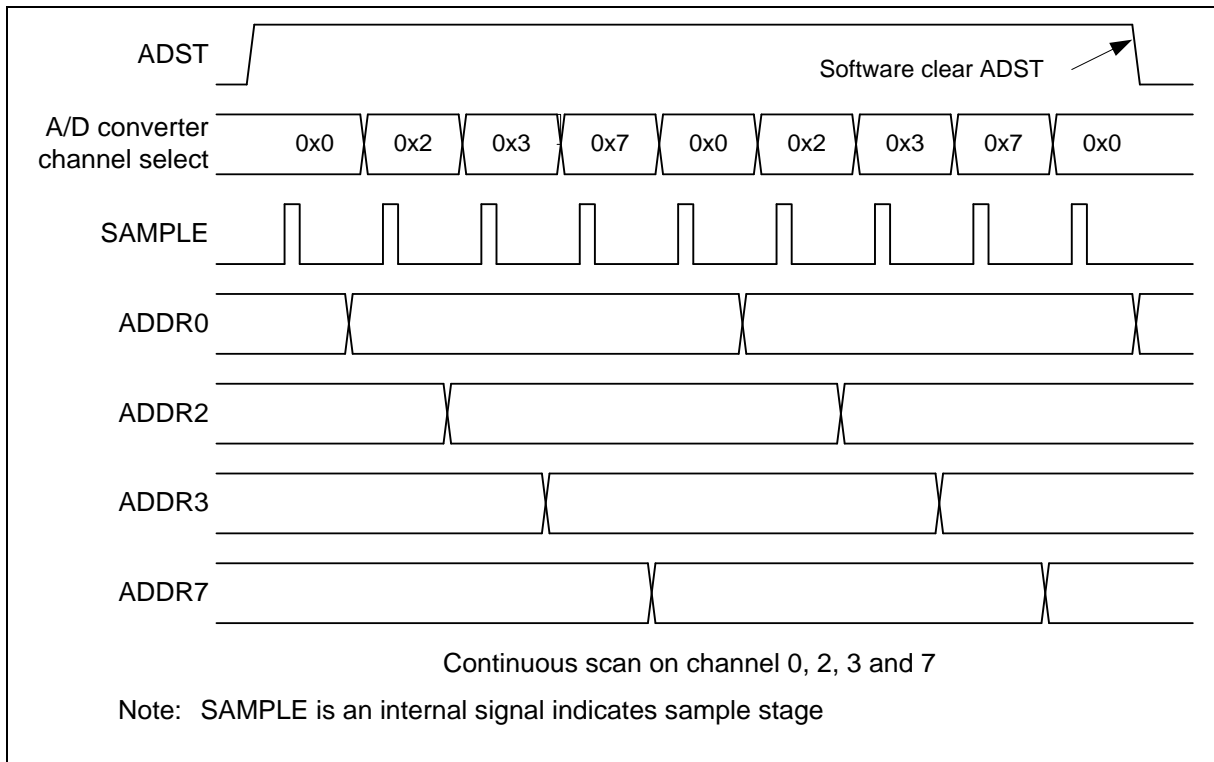 ADST
Software clear ADST
A/D converter
channel select
0x0 0x2 0x3 0x7 0x0 0x2 0x3 0x7 0x0
SAMPLE
ADDR0
ADDR2
ADDR3
ADDR7
Continuous scan on channel 0, 2, 3 and 7
Note: SAMPLE is an internal signal indicates sample stage